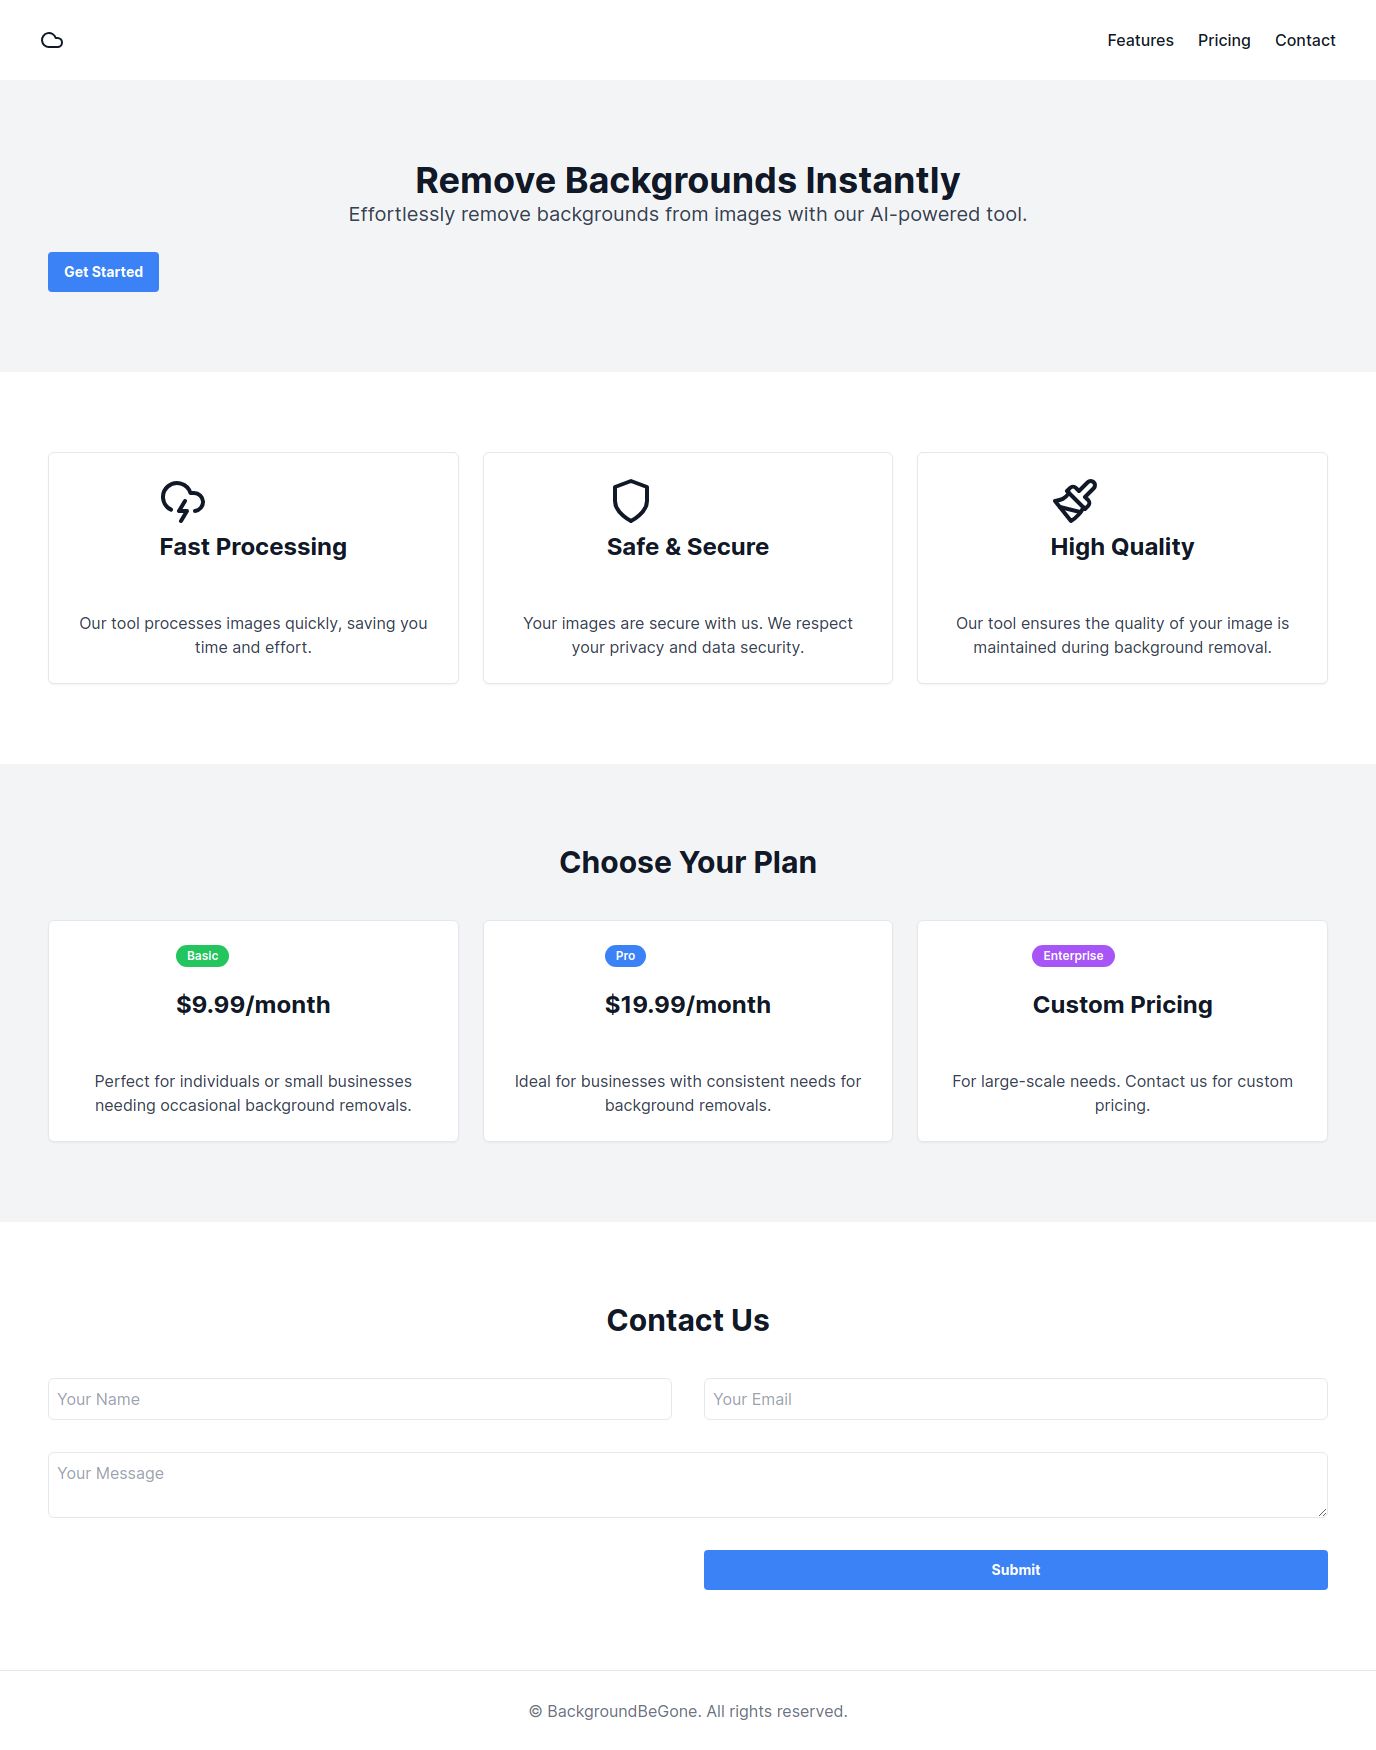 Features Pricing Contact
Remove Backgrounds Instantly
Effortlessly remove backgrounds from images with our AI-powered tool.
Get Started
Fast Processing
Our tool processes images quickly, saving you
time and effort.
Safe & Secure
Your images are secure with us. We respect
your privacy and data security.
High Quality
Our tool ensures the quality of your image is
maintained during background removal.
Choose Your Plan
Basic
$9.99/month
Perfect for individuals or small businesses
needing occasional background removals.
Pro
$19.99/month
Ideal for businesses with consistent needs for
background removals.
Enterprise
Custom Pricing
For large-scale needs. Contact us for custom
pricing.
Contact Us
Your Name
Your Email
Your Message
Submit
© BackgroundBeGone. All rights reserved.